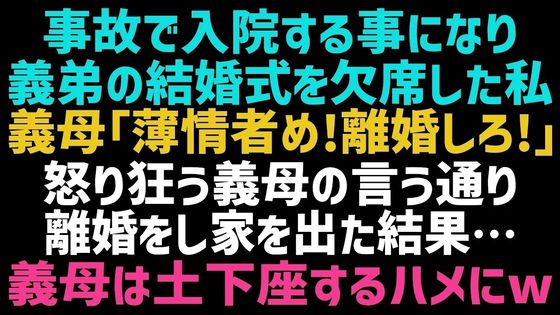 事故で入院する事になり
義弟の結婚式を欠席した私
義母「薄情者め!離婚しろ!」
怒り狂う義母の言う通り
離婚をし家を出た結果…
義母は土下座するハメにw